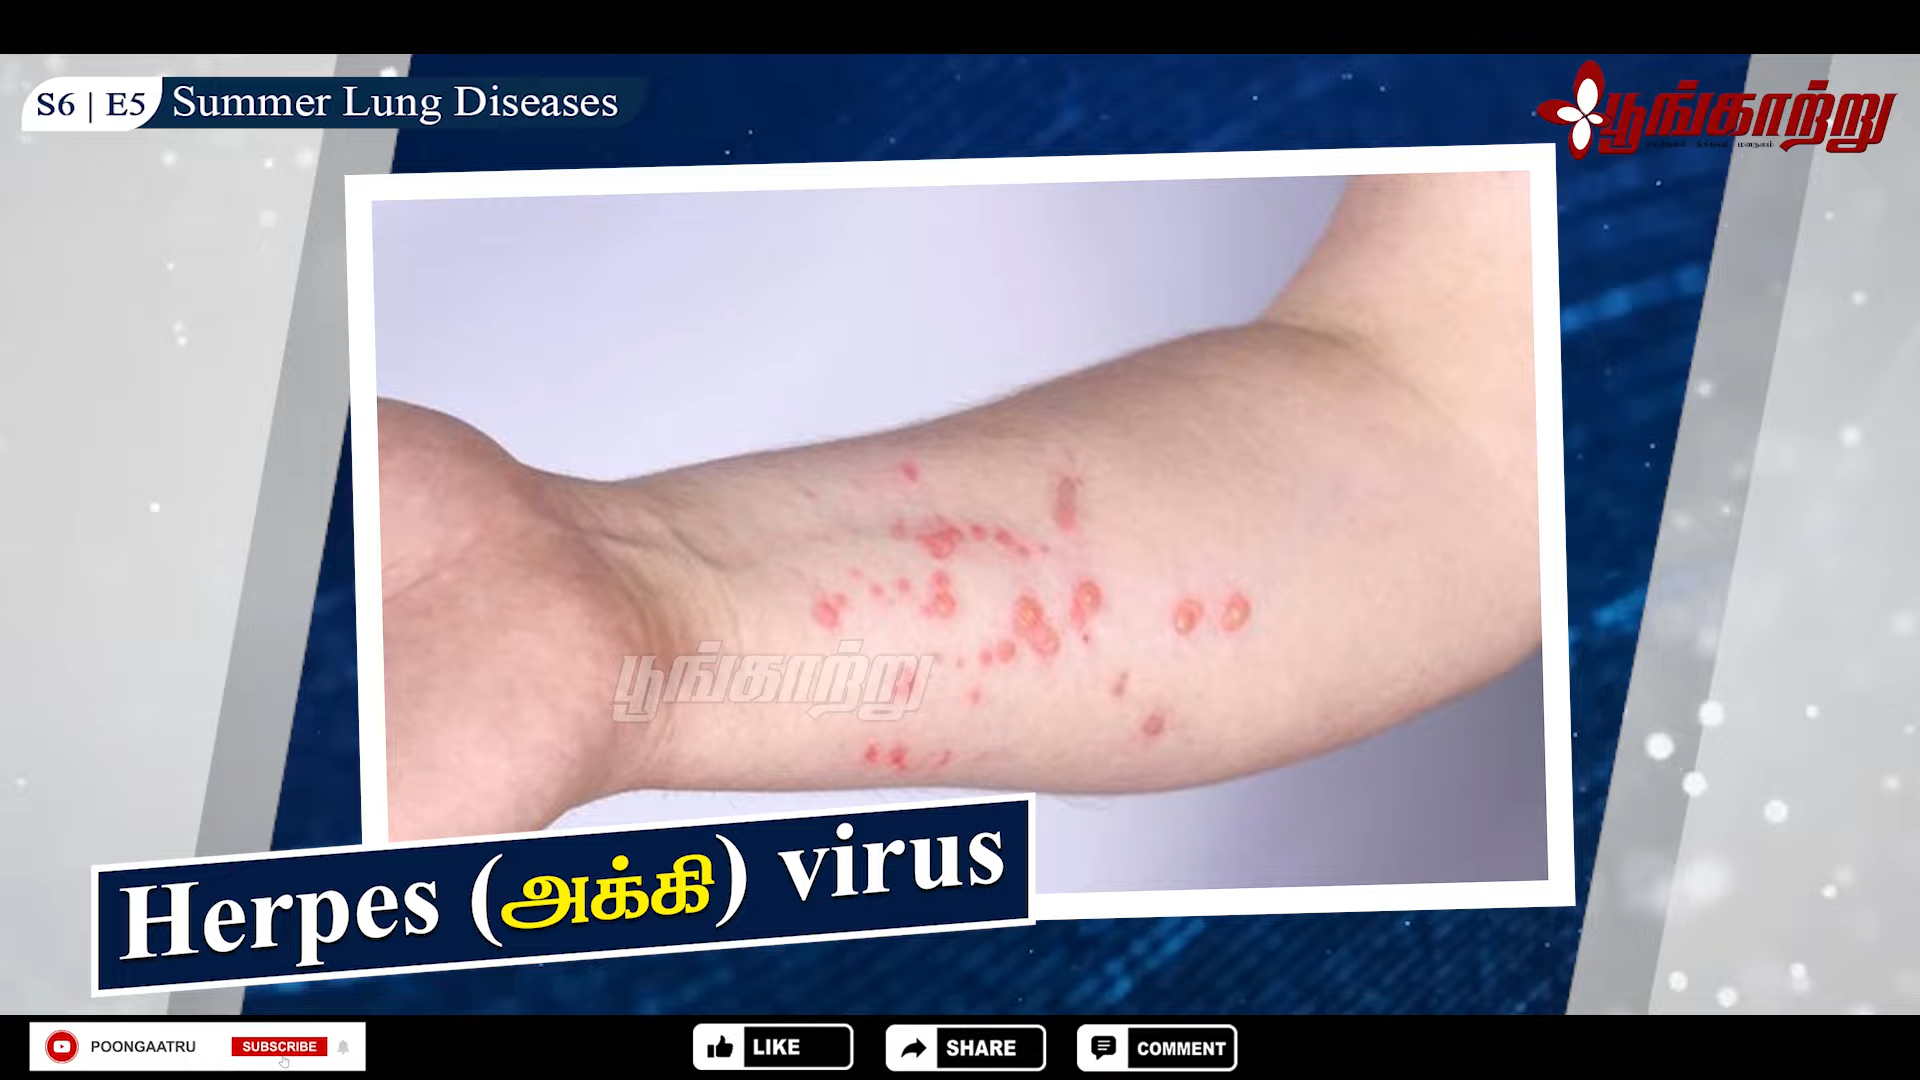 S6 | E5 Summer Lung Diseases
பூங்காற்று
பூங்காற்று
Herpes (அக்கி) virus
POONGAATRU SUBSCRIBE
LIKE
SHARE
COMMENT